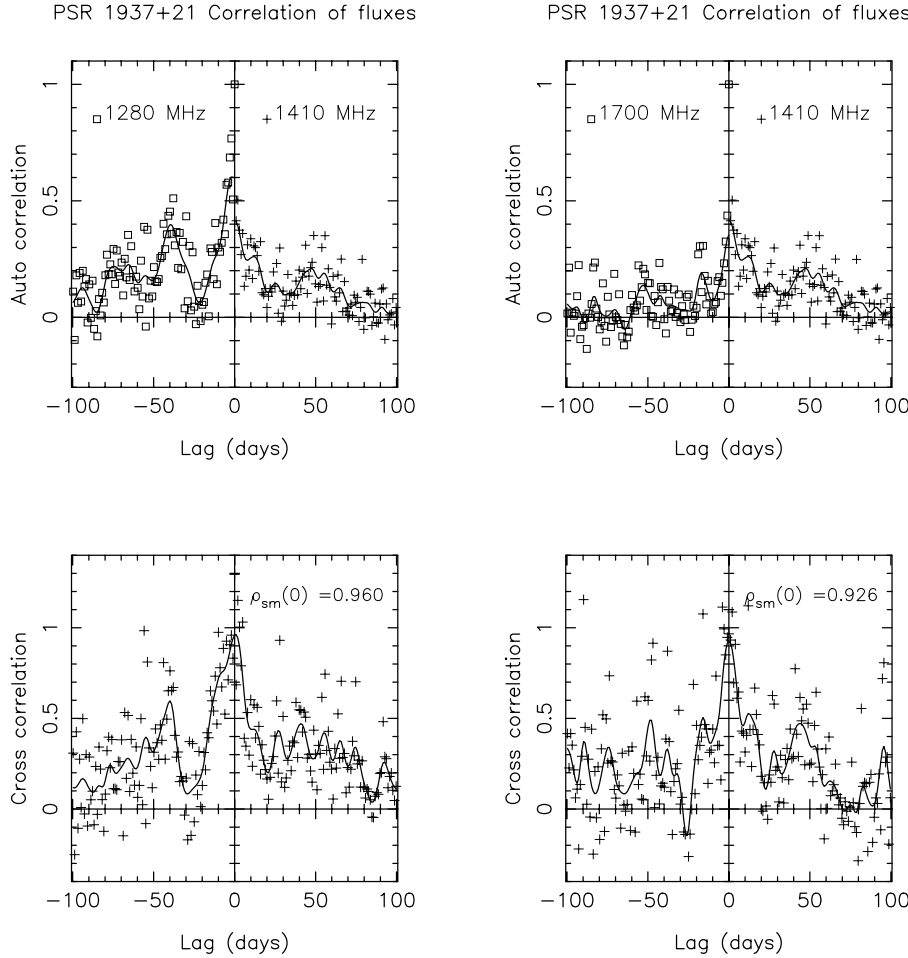 PSR 1937+21 Correlation of fluxes
PSR 1937+21 Correlation of fluxes
Auto correlation
1
0.5
0
1280 MHz
1410 MHz
−100 −50 0 50 100
Lag (days)
Auto correlation
1
0.5
0
1700 MHz
1410 MHz
−100 −50 0 50 100
Lag (days)
Cross correlation
1
0.5
0
ρsm(0) =0.960
−100 −50 0 50 100
Lag (days)
Cross correlation
1
0.5
0
ρsm(0) =0.926
−100 −50 0 50 100
Lag (days)